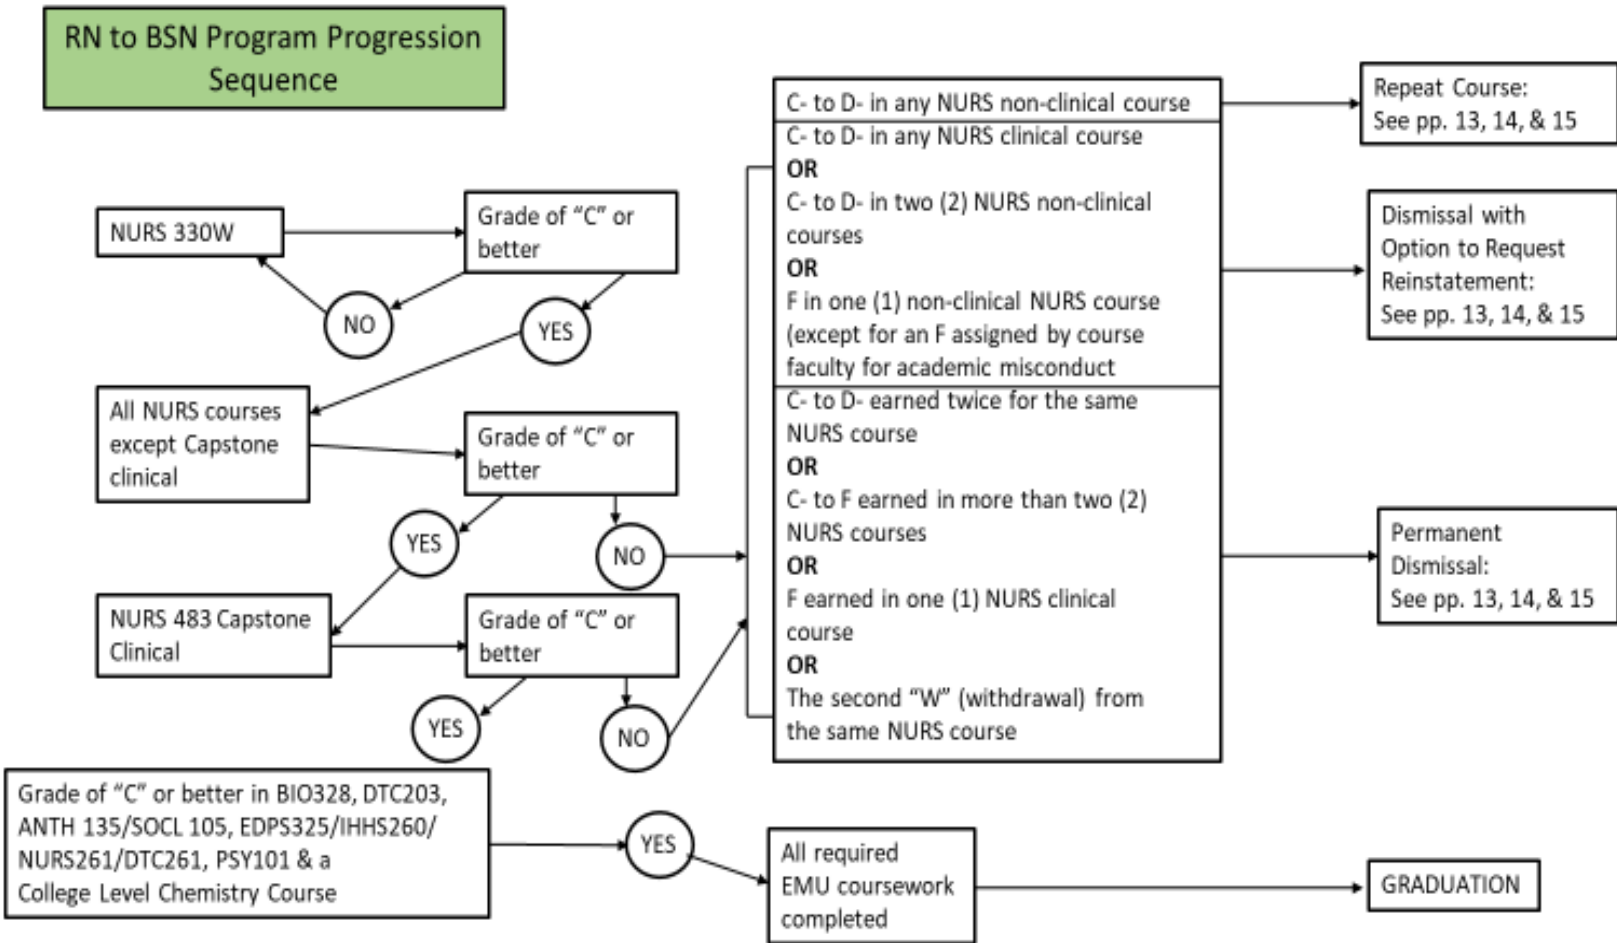 RN to BSN Program Progression
Sequence
NURS 330W
Grade of “C” or
better
NO
YES
All NURS courses
except Capstone
clinical
Grade of “C” or
better
YES
NO
NURS 483 Capstone
Clinical
Grade of “C” or
better
YES
NO
Grade of “C” or better in BIO328, DTC203,
ANTH 135/SOCL 105, EDPS325/IHHS260/
NURS261/DTC261, PSY101 & a
College Level Chemistry Course
YES
All required
EMU coursework
completed
GRADUATION
C- to D- in any NURS non-clinical course
C- to D- in any NURS clinical course
OR
C- to D- in two (2) NURS non-clinical
courses
OR
F in one (1) non-clinical NURS course
(except for an F assigned by course
faculty for academic misconduct
C- to D- earned twice for the same
NURS course
OR
C- to F earned in more than two (2)
NURS courses
OR
F earned in one (1) NURS clinical
course
OR
The second “W” (withdrawal) from
the same NURS course
Repeat Course:
See pp. 13, 14, & 15
Dismissal with
Option to Request
Reinstatement:
See pp. 13, 14, & 15
Permanent
Dismissal:
See pp. 13, 14, & 15